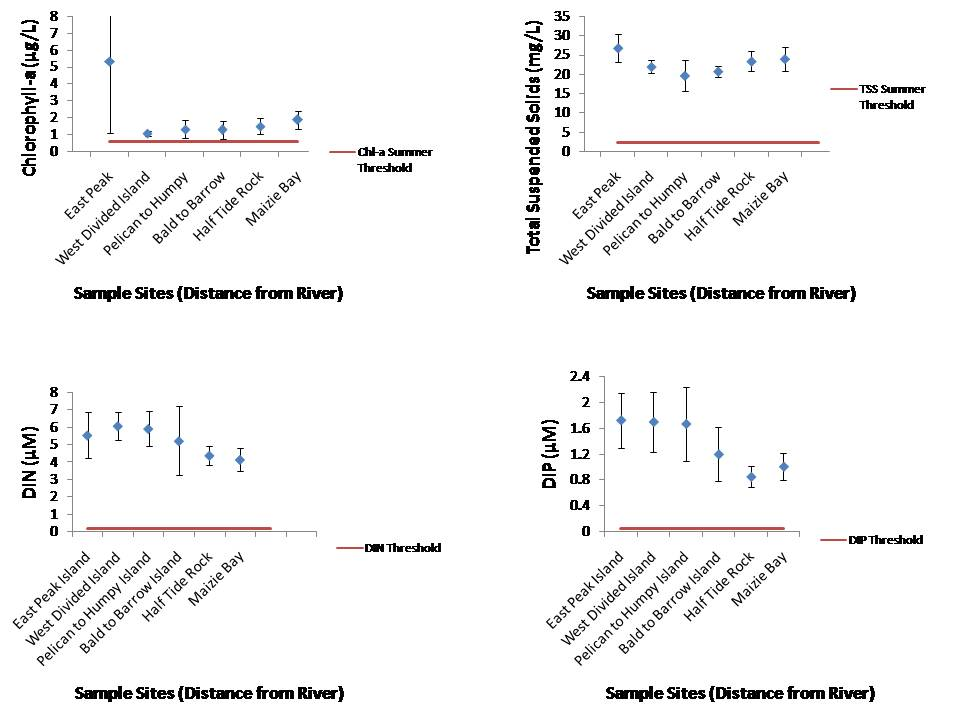 Chlorophyll-a (µg/L)
8
7
6
5
4
3
2
1
0
East Peak
West Divided Island
Pelican to Humpy
Bald to Barrow
Half Tide Rock
Maizie Bay
Chl-a Summer
Threshold
Sample Sites (Distance from River)
Total Suspended Solids (mg/L)
35
30
25
20
15
10
5
0
East Peak
West Divided Island
Pelican to Humpy
Bald to Barrow
Half Tide Rock
Maizie Bay
TSS Summer
Threshold
Sample Sites (Distance from River)
DIN (µM)
8
7
6
5
4
3
2
1
0
East Peak Island
West Divided Island
Pelican to Humpy Island
Bald to Barrow Island
Half Tide Rock
Maizie Bay
DIN Threshold
Sample Sites (Distance from River)
DIP (µM)
2.4
2
1.6
1.2
0.8
0.4
0
East Peak Island
West Divided Island
Pelican to Humpy Island
Bald to Barrow Island
Half Tide Rock
Maizie Bay
DIP Threshold
Sample Sites (Distance from River)